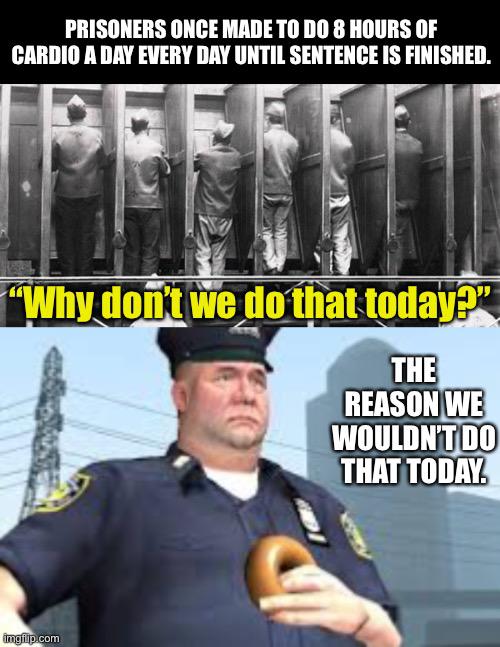 PRISONERS ONCE MADE TO DO 8 HOURS OF
CARDIO A DAY EVERY DAY UNTIL SENTENCE IS FINISHED.
“Why don’t we do that today?”
THE
REASON WE
WOULDN’T DO
THAT TODAY.
imgflip.com